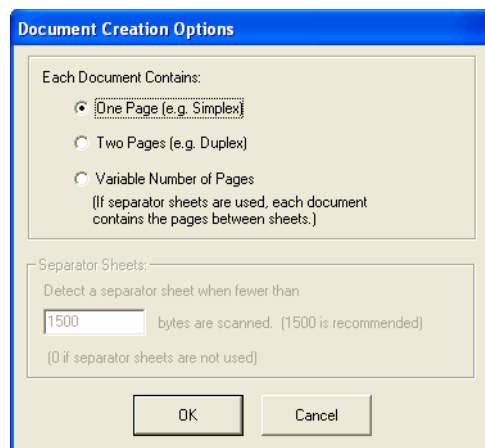 Document Creation Options
Each Document Contains:
One Page (e.g. Simplex)
Two Pages (e.g. Duplex)
Variable Number of Pages
(If separator sheets are used, each document
contains the pages between sheets.)
Separator Sheets:
Detect a separator sheet when fewer than
1500 bytes are scanned. (1500 is recommended)
(0 if separator sheets are not used)
OK Cancel